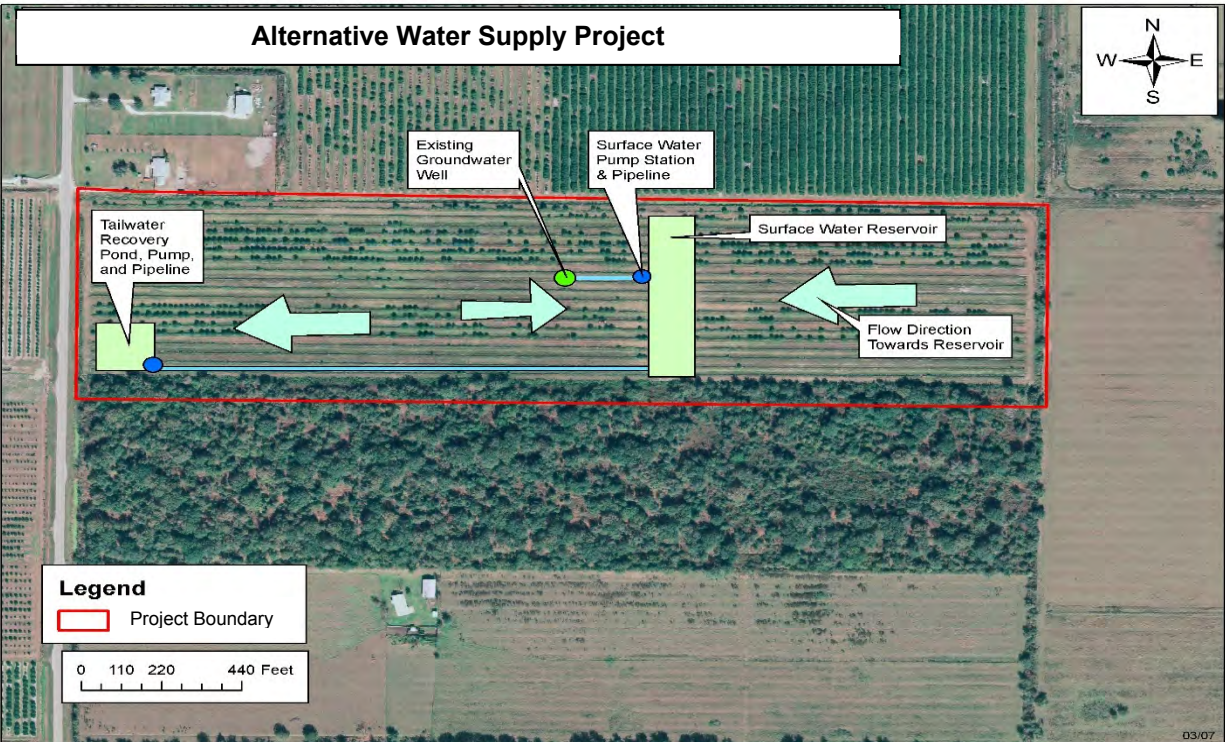 Alternative Water Supply Project
N
W E
S
Existing
Groundwater
Well
Surface Water
Pump Station
& Pipeline
Tailwater
Recovery
Pond, Pump,
and Pipeline
Surface Water Reservoir
Flow Direction
Towards Reservoir
Legend
Project Boundary
0 110 220 440 Feet
03/07